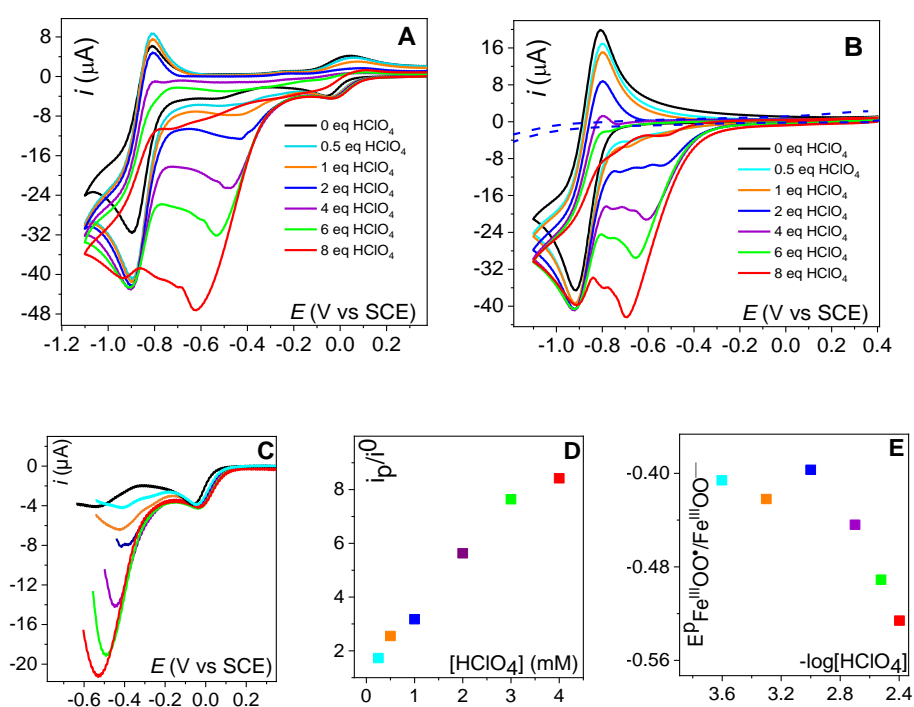 A
i (μA)
8
0
-8
-16
-24
-32
-40
-48
0 eq HClO₄
0.5 eq HClO₄
1 eq HClO₄
2 eq HClO₄
4 eq HClO₄
6 eq HClO₄
8 eq HClO₄
E (V vs SCE)
-1.2 -1.0 -0.8 -0.6 -0.4 -0.2 0.0 0.2
B
i (μA)
16
8
0
-8
-16
-24
-32
-40
0 eq HClO₄
0.5 eq HClO₄
1 eq HClO₄
2 eq HClO₄
4 eq HClO₄
6 eq HClO₄
8 eq HClO₄
E (V vs SCE)
-1.0 -0.8 -0.6 -0.4 -0.2 0.0 0.2 0.4
C
i (μA)
0
-4
-8
-12
-16
-20
E (V vs SCE)
-0.6 -0.4 -0.2 0.0 0.2
D
iₚ/i⁰
8
6
4
2
[HClO₄] (mM)
0 1 2 3 4
E
Eᵖ FeᴵᴵᴵOO•/FeᴵᴵᴵOO⁻
-0.40
-0.48
-0.56
-log[HClO₄]
3.6 3.2 2.8 2.4